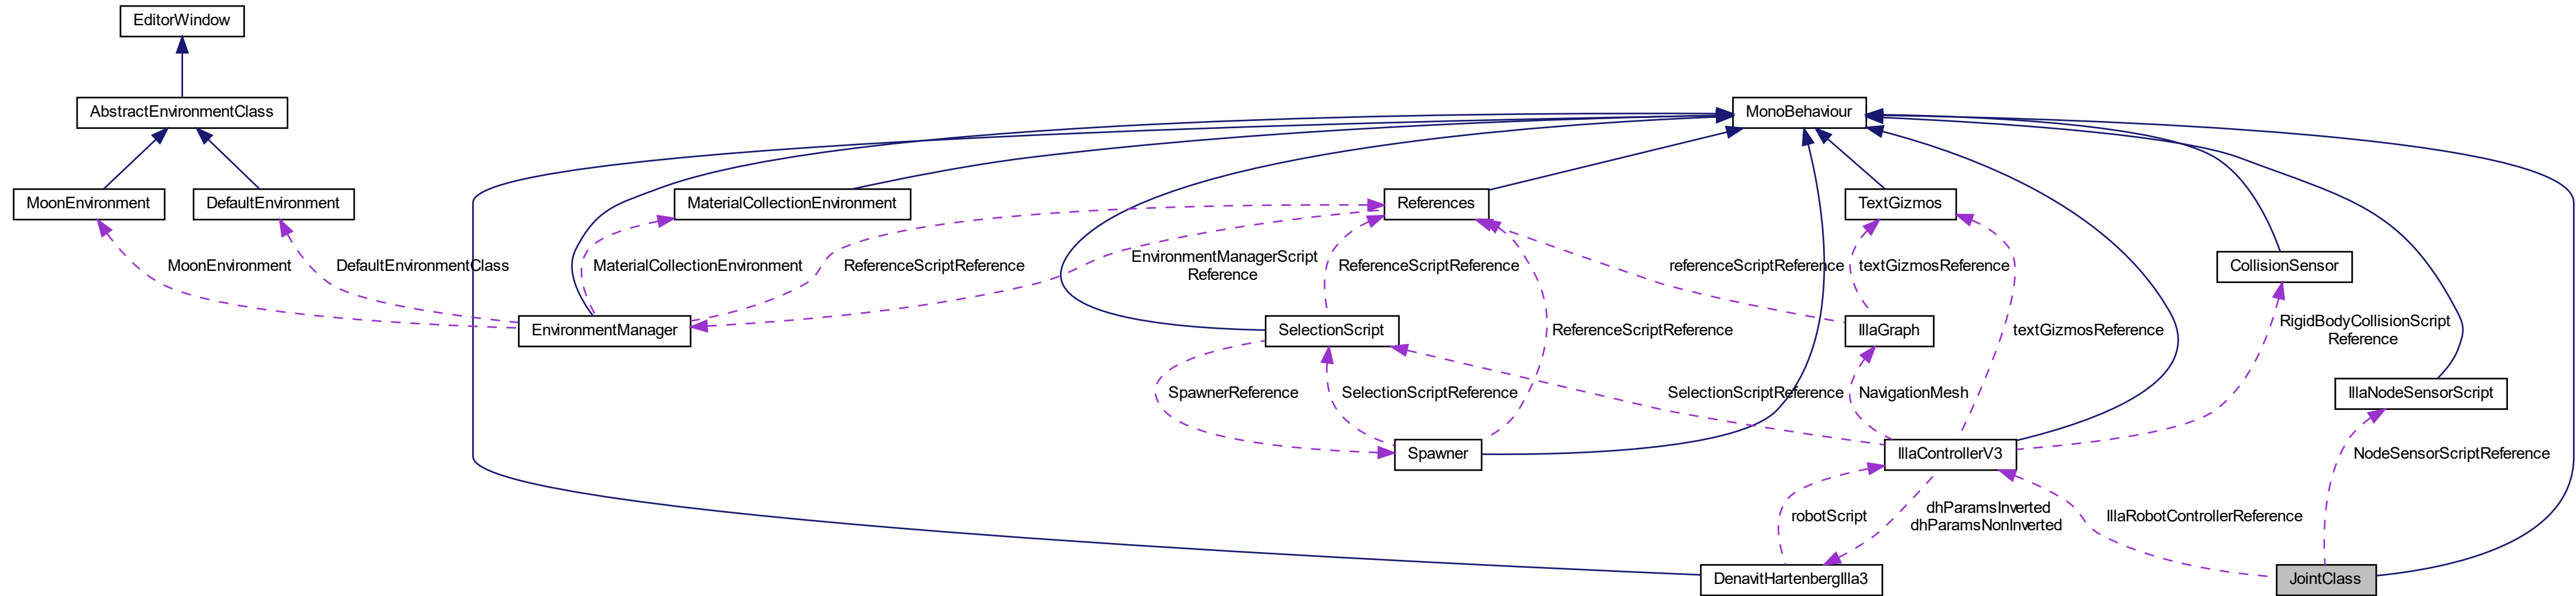 EditorWindow
AbstractEnvironmentClass
MonoBehaviour
MoonEnvironment
DefaultEnvironment
MaterialCollectionEnvironment
References
TextGizmos
MoonEnvironment
DefaultEnvironmentClass
MaterialCollectionEnvironment
ReferenceScriptReference
EnvironmentManagerScript
Reference
ReferenceScriptReference
referenceScriptReference
textGizmosReference
CollisionSensor
EnvironmentManager
SelectionScript
ReferenceScriptReference
IllaGraph
textGizmosReference
RigidBodyCollisionScript
Reference
SpawnerReference
SelectionScriptReference
SelectionScriptReference
NavigationMesh
IllaNodeSensorScript
Spawner
IllaControllerV3
NodeSensorScriptReference
robotScript
dhParamsInverted
dhParamsNonInverted
IllaRobotControllerReference
DenavitHartenbergIlla3
JointClass